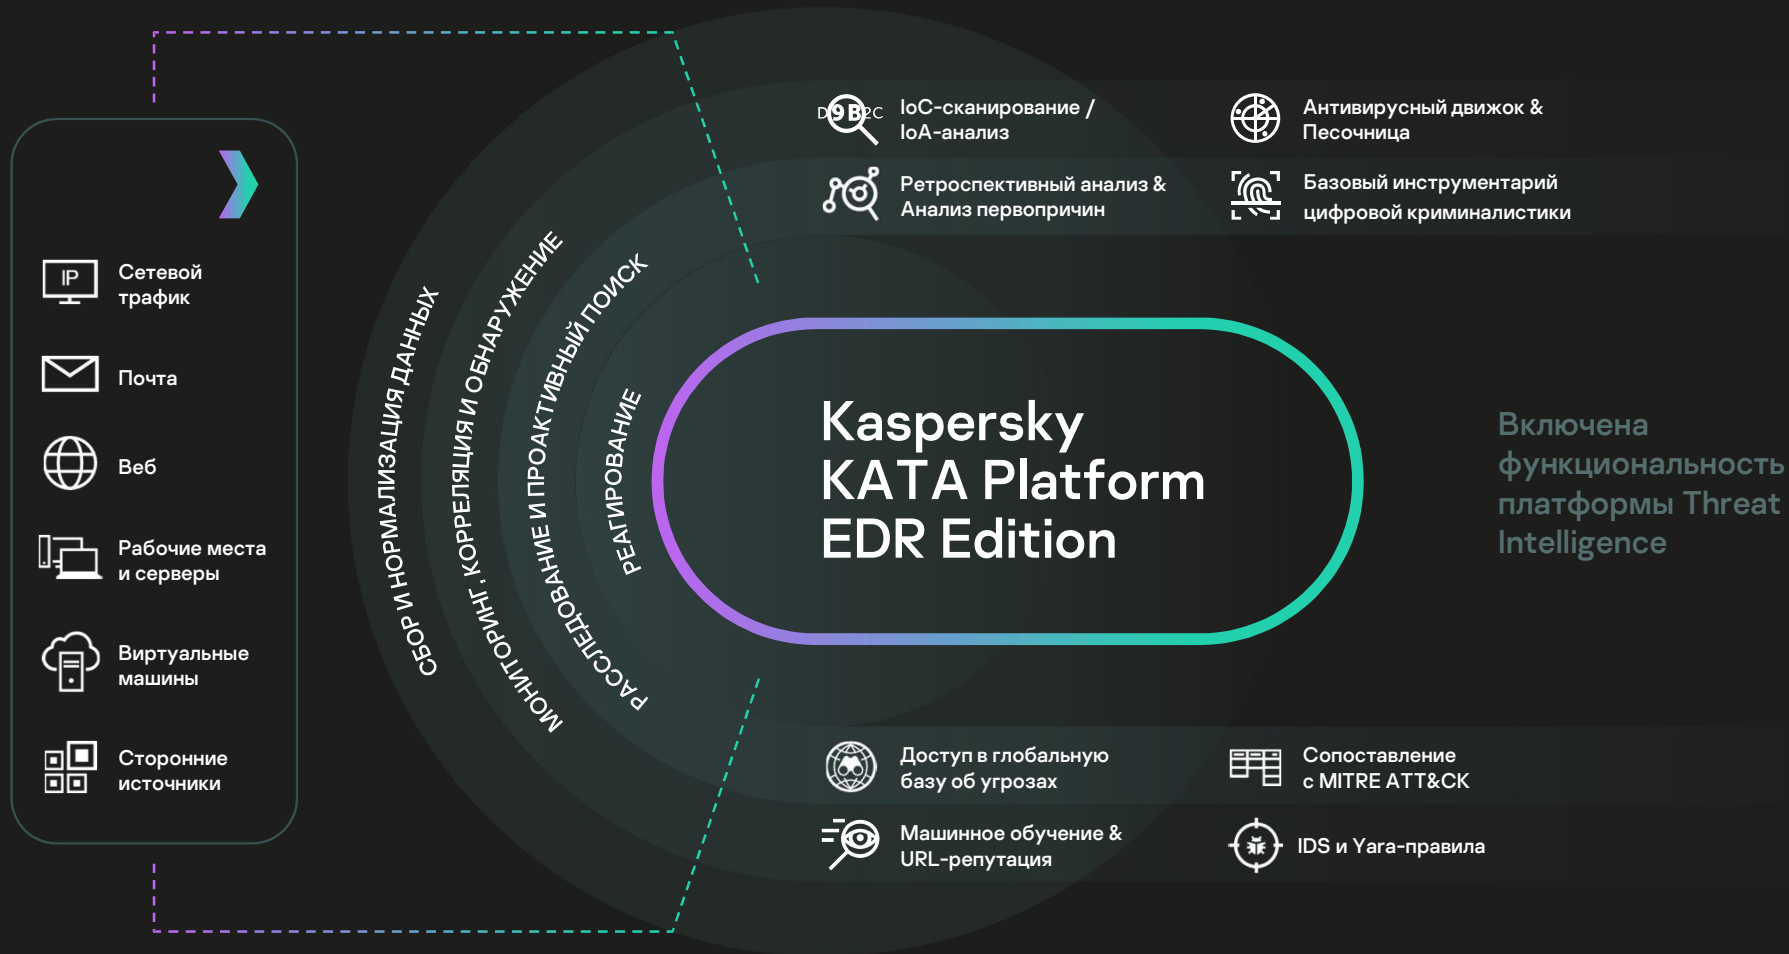 Сетевой
трафик
Почта
Веб
Рабочие места
и серверы
Виртуальные
машины
Сторонние
источники
IP
СБОР И НОРМАЛИЗАЦИЯ ДАННЫХ
МОНИТОРИНГ, КОРРЕЛЯЦИЯ И ОБНАРУЖЕНИЕ
РАССЛЕДОВАНИЕ И ПРОАКТИВНЫЙ ПОИСК
РЕАГИРОВАНИЕ
D9B2C
IoC-сканирование /
IoA-анализ
Антивирусный движок &
Песочница
Ретроспективный анализ &
Анализ первопричин
Базовый инструментарий
цифровой криминалистики
Kaspersky
KATA Platform
EDR Edition
Включена
функциональность
платформы Threat
Intelligence
Доступ в глобальную
базу об угрозах
Сопоставление
с MITRE ATT&CK
Машинное обучение &
URL-репутация
IDS и Yara-правила